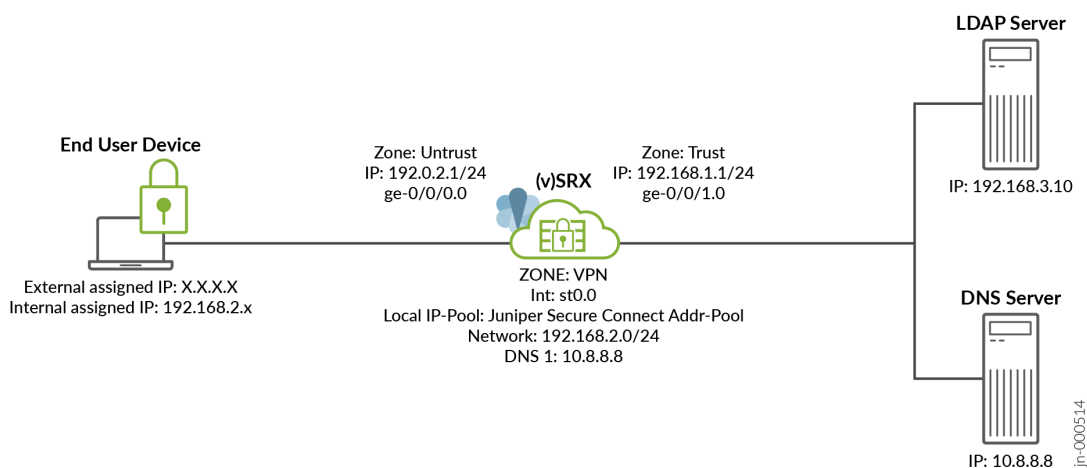 LDAP Server
IP: 192.168.3.10
End User Device
External assigned IP: X.X.X.X
Internal assigned IP: 192.168.2.x
Zone: Untrust
IP: 192.0.2.1/24
ge-0/0/0.0
(v)SRX
Zone: Trust
IP: 192.168.1.1/24
ge-0/0/1.0
ZONE: VPN
Int: st0.0
Local IP-Pool: Juniper Secure Connect Addr-Pool
Network: 192.168.2.0/24
DNS 1: 10.8.8.8
DNS Server
IP: 10.8.8.8
jn-000514